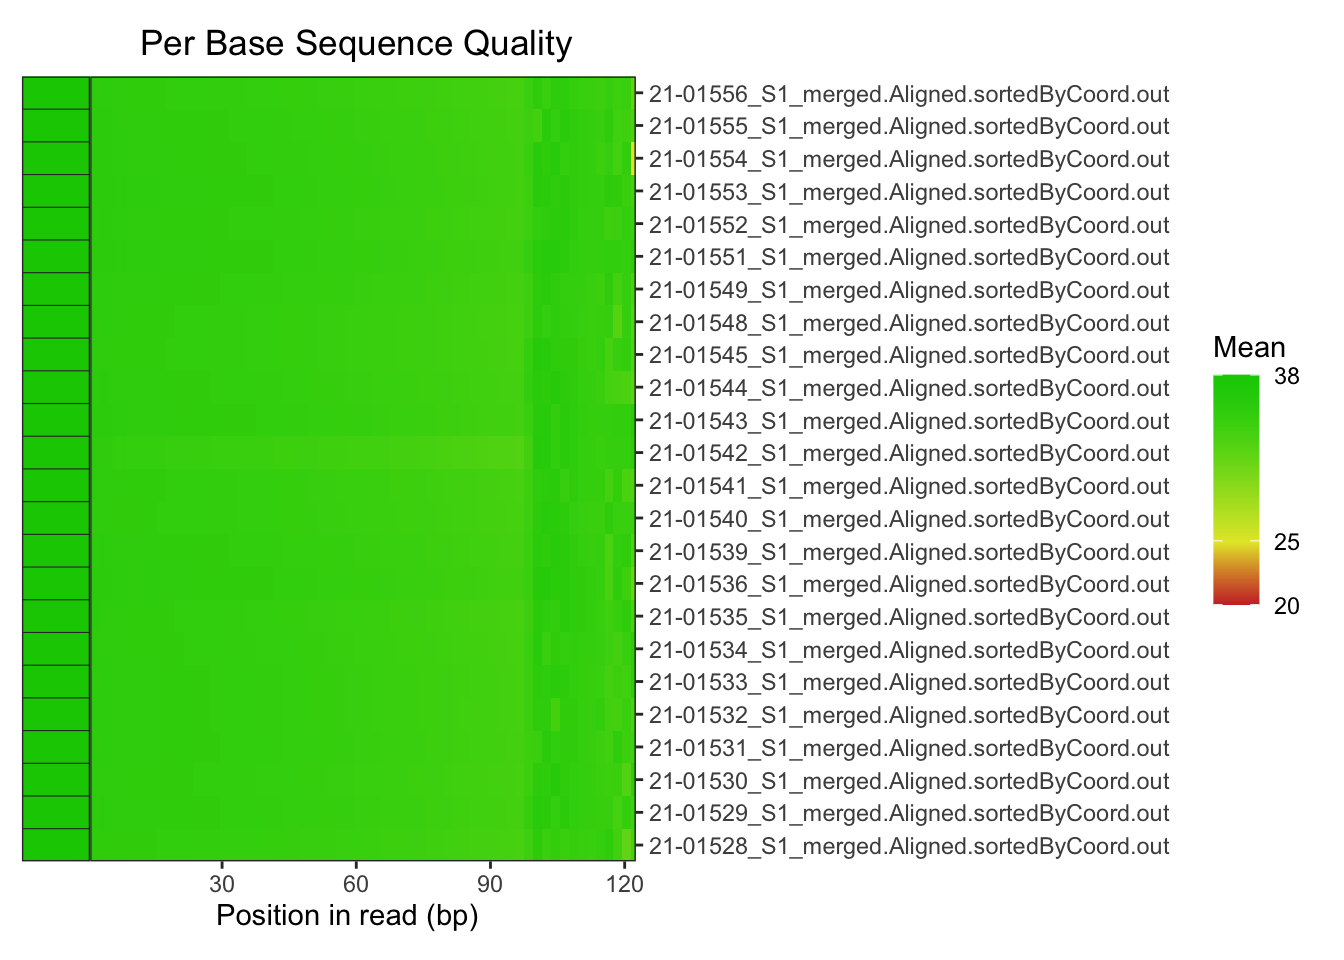 Per Base Sequence Quality
21-01556_S1_merged.Aligned.sortedByCoord.out
21-01555_S1_merged.Aligned.sortedByCoord.out
21-01554_S1_merged.Aligned.sortedByCoord.out
21-01553_S1_merged.Aligned.sortedByCoord.out
21-01552_S1_merged.Aligned.sortedByCoord.out
21-01551_S1_merged.Aligned.sortedByCoord.out
21-01549_S1_merged.Aligned.sortedByCoord.out
21-01548_S1_merged.Aligned.sortedByCoord.out
21-01545_S1_merged.Aligned.sortedByCoord.out
21-01544_S1_merged.Aligned.sortedByCoord.out
21-01543_S1_merged.Aligned.sortedByCoord.out
21-01542_S1_merged.Aligned.sortedByCoord.out
21-01541_S1_merged.Aligned.sortedByCoord.out
21-01540_S1_merged.Aligned.sortedByCoord.out
21-01539_S1_merged.Aligned.sortedByCoord.out
21-01536_S1_merged.Aligned.sortedByCoord.out
21-01535_S1_merged.Aligned.sortedByCoord.out
21-01534_S1_merged.Aligned.sortedByCoord.out
21-01533_S1_merged.Aligned.sortedByCoord.out
21-01532_S1_merged.Aligned.sortedByCoord.out
21-01531_S1_merged.Aligned.sortedByCoord.out
21-01530_S1_merged.Aligned.sortedByCoord.out
21-01529_S1_merged.Aligned.sortedByCoord.out
21-01528_S1_merged.Aligned.sortedByCoord.out
30 60 90 120
Position in read (bp)
Mean
38
25
20